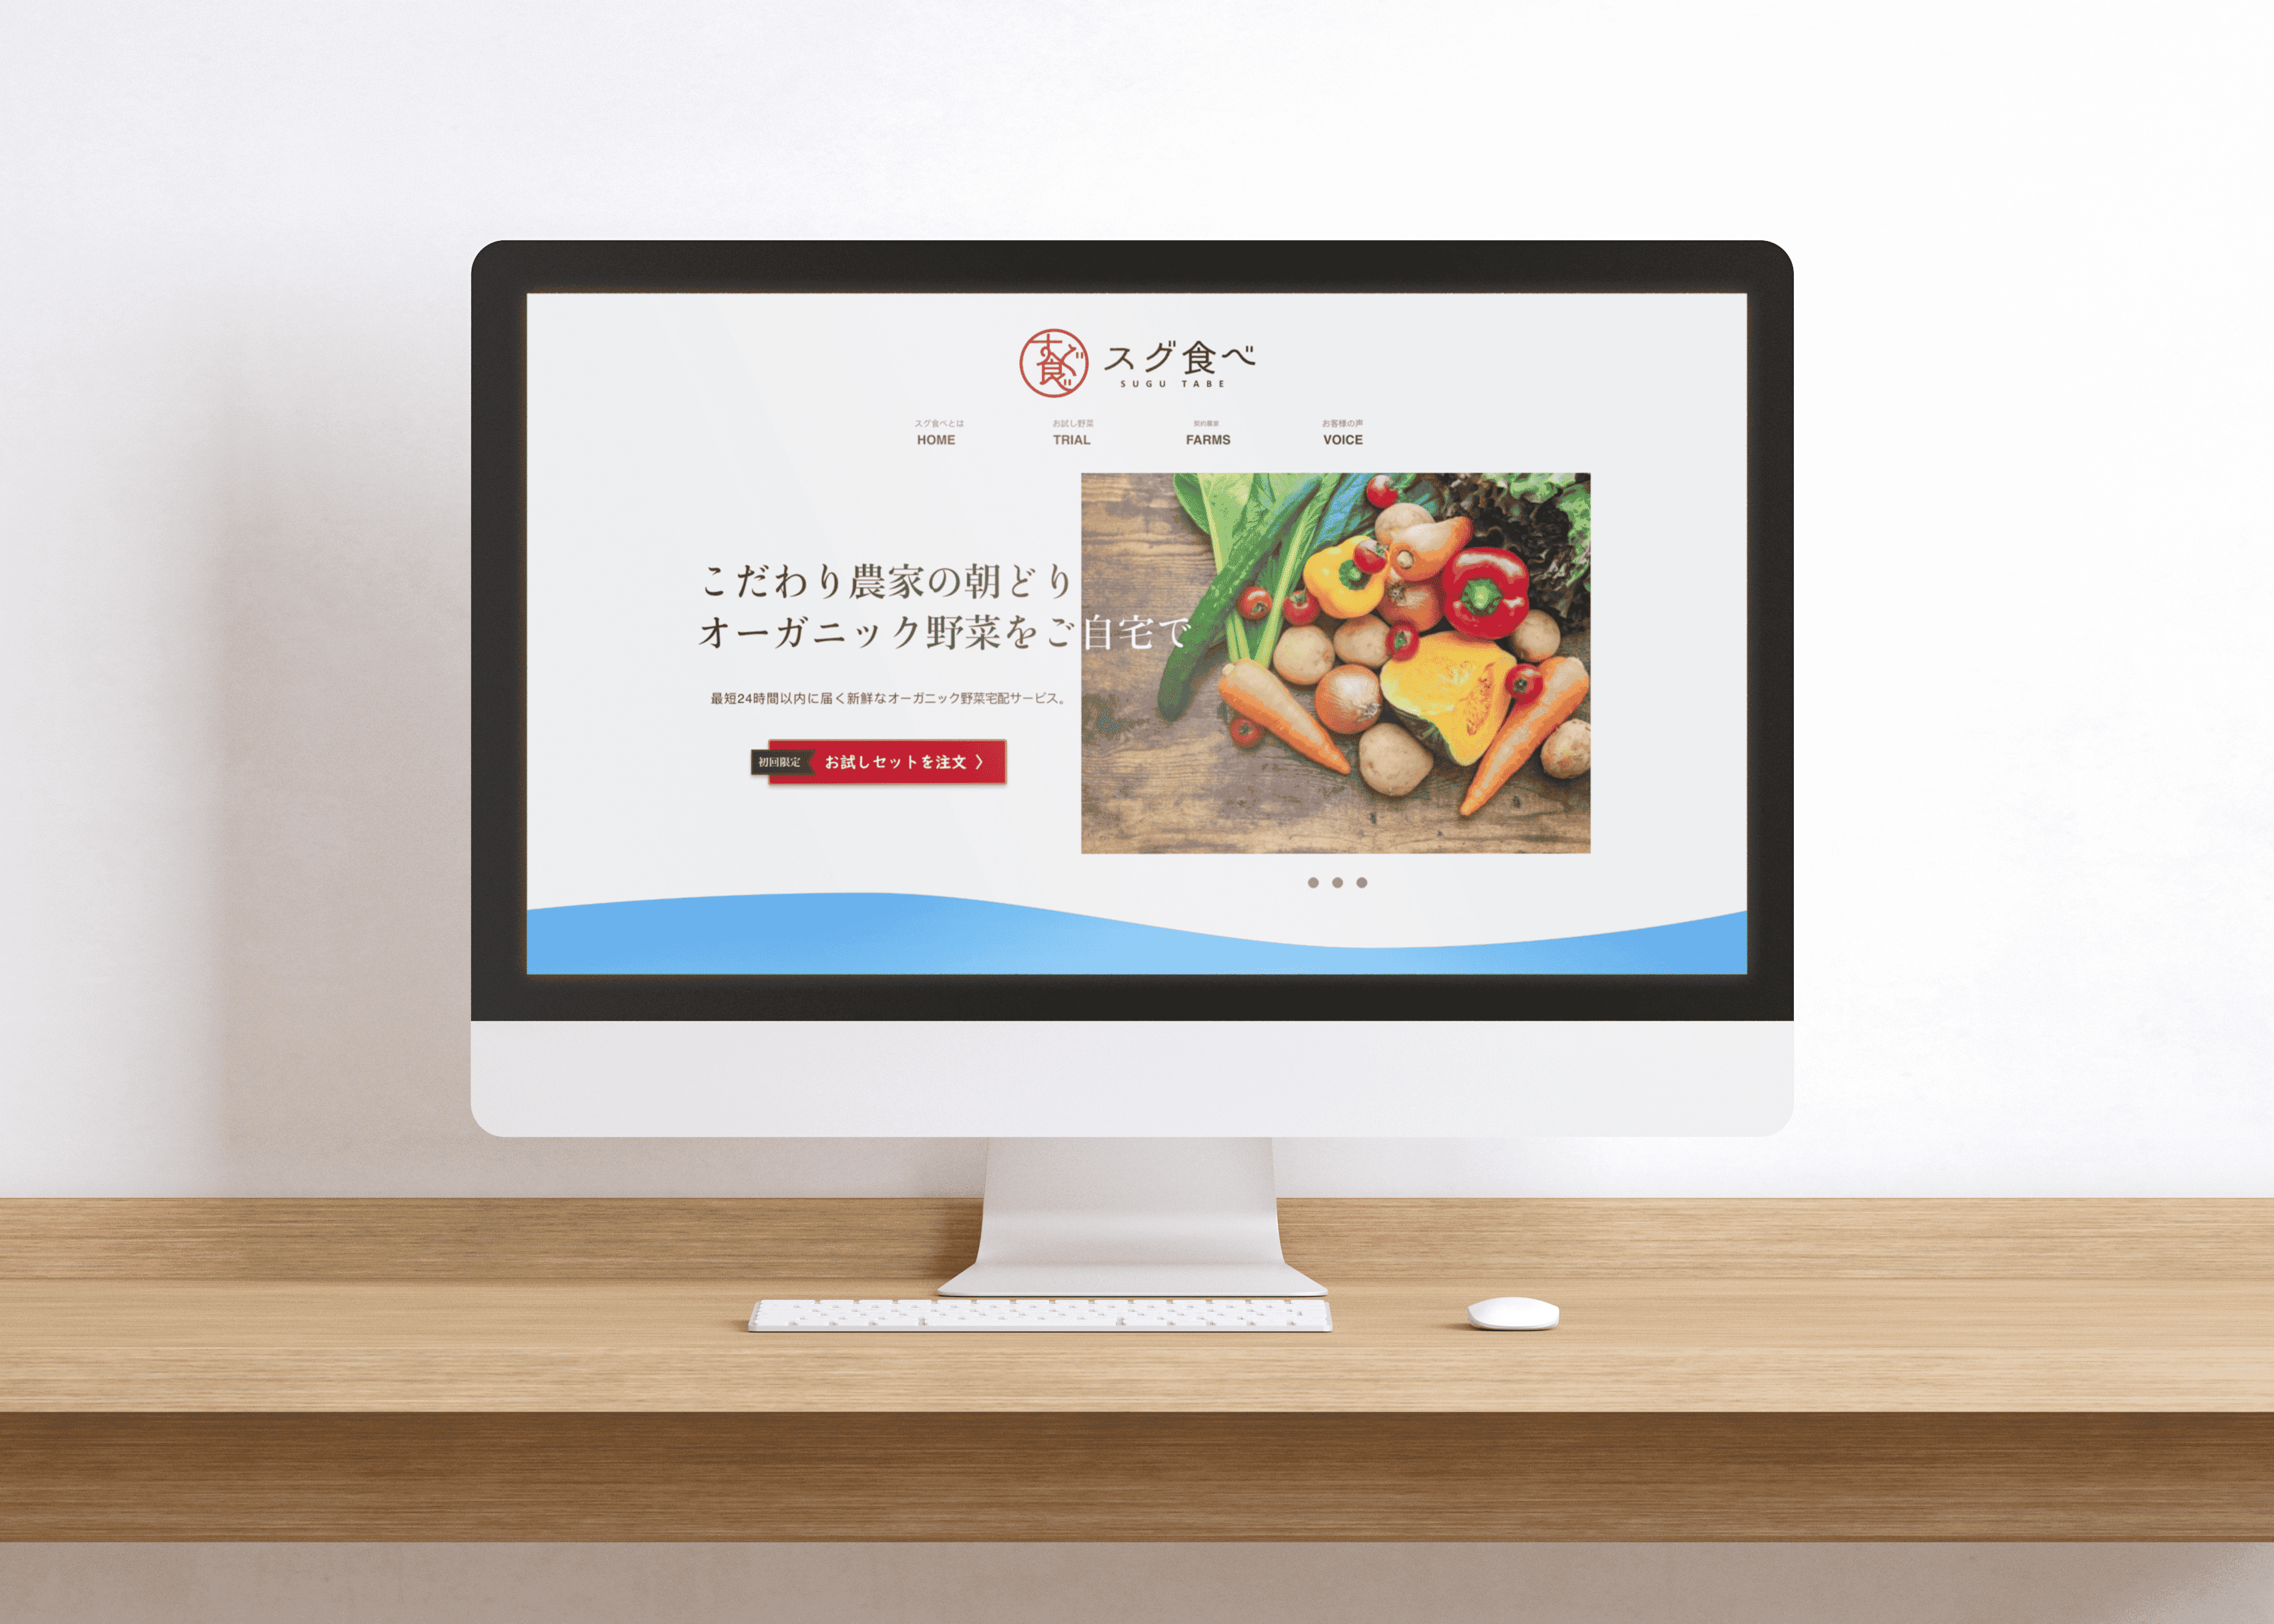 すぐ食べ
スグ食べ
SUGU TABE
スグ食べとは
HOME
お試し野菜
TRIAL
契約農家
FARMS
お客様の声
VOICE
こだわり農家の朝どり
オーガニック野菜をご自宅で
最短24時間以内に届く新鮮なオーガニック野菜宅配サービス。
初回限定
お試しセットを注文 〉